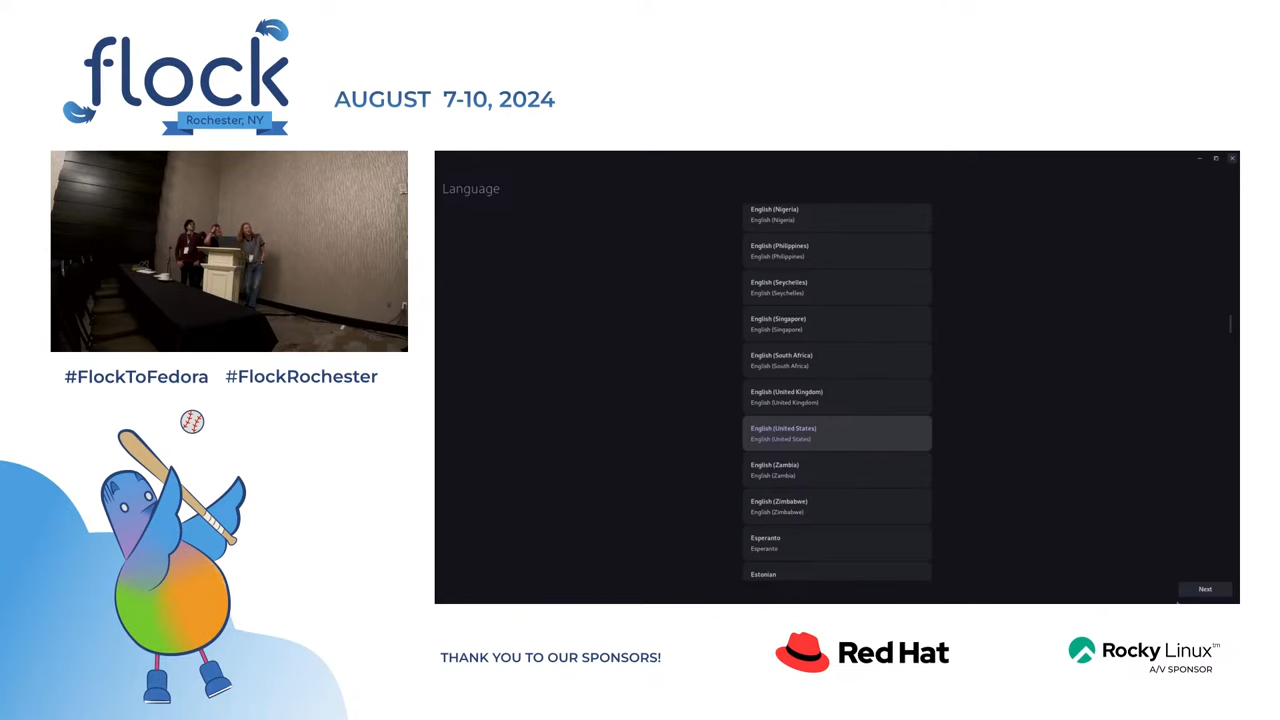 flock
Rochester, NY
AUGUST 7-10, 2024
Language
English (Nigeria)
English (Nigeria)
English (Philippines)
English (Philippines)
English (Seychelles)
English (Seychelles)
English (Singapore)
English (Singapore)
English (South Africa)
English (South Africa)
English (United Kingdom)
English (United Kingdom)
English (United States)
English (United States)
English (Zambia)
English (Zambia)
English (Zimbabwe)
English (Zimbabwe)
Esperanto
Esperanto
Estonian
Next
#FlockToFedora #FlockRochester
THANK YOU TO OUR SPONSORS!
Red Hat
Rocky Linux™
A/V SPONSOR